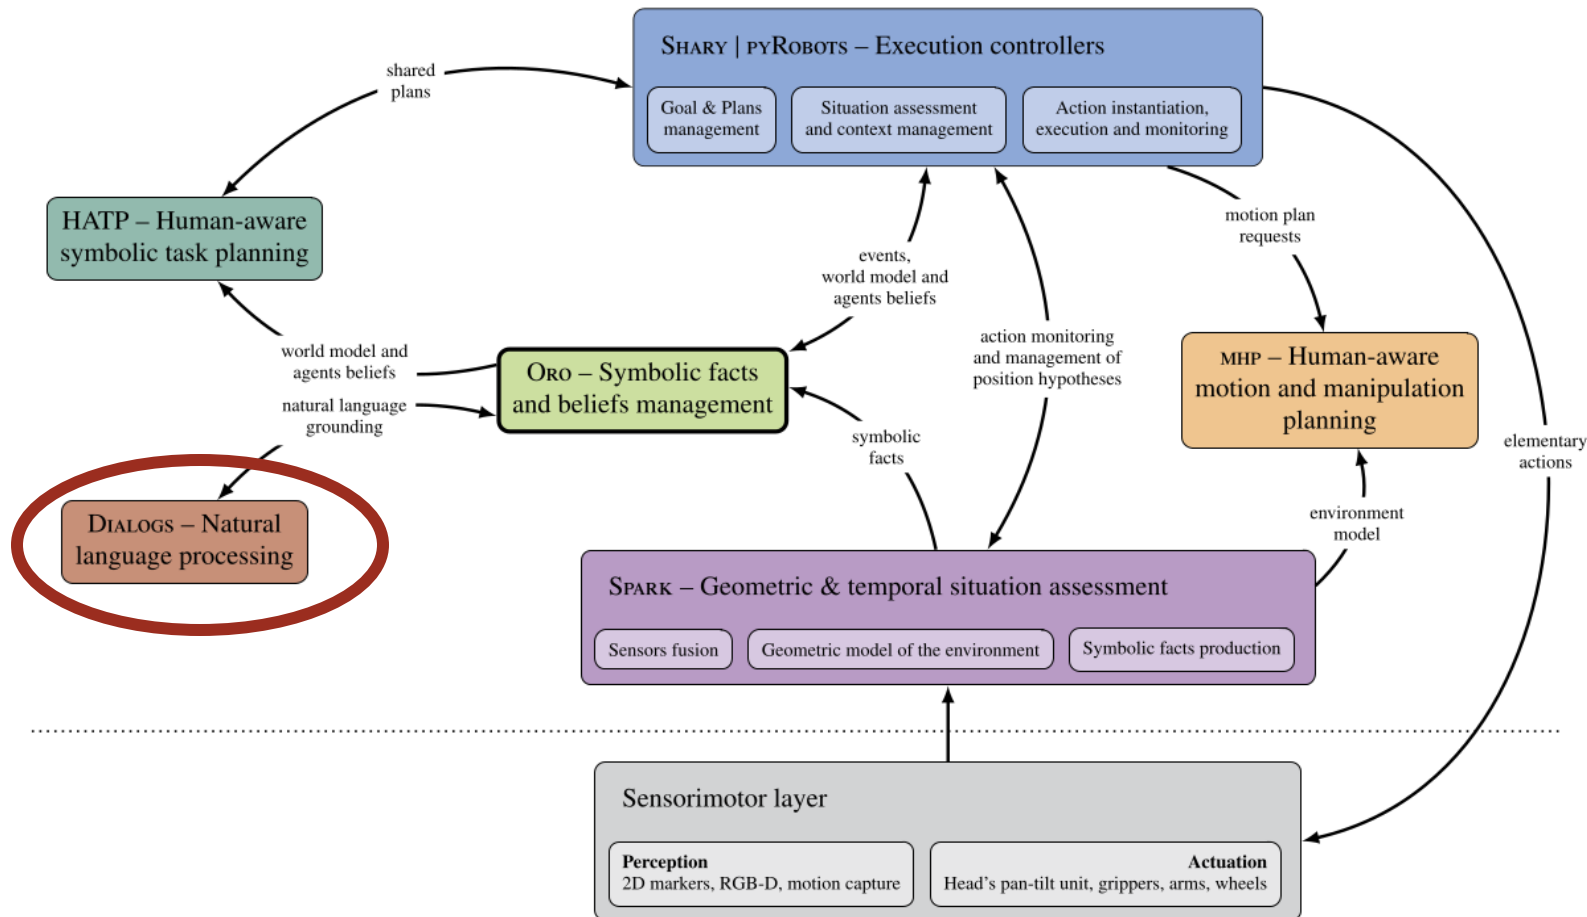 Shary | pyRobots – Execution controllers
Goal & Plans
management
Situation assessment
and context management
Action instantiation,
execution and monitoring
shared
plans
HATP – Human-aware
symbolic task planning
motion plan
requests
events,
world model and
agents beliefs
world model and
agents beliefs
action monitoring
and management of
position hypotheses
MHP – Human-aware
motion and manipulation
planning
Oro – Symbolic facts
and beliefs management
natural language
grounding
symbolic
facts
elementary
actions
Dialogs – Natural
language processing
environment
model
Spark – Geometric & temporal situation assessment
Sensors fusion
Geometric model of the environment
Symbolic facts production
Sensorimotor layer
Perception
2D markers, RGB-D, motion capture
Actuation
Head's pan-tilt unit, grippers, arms, wheels